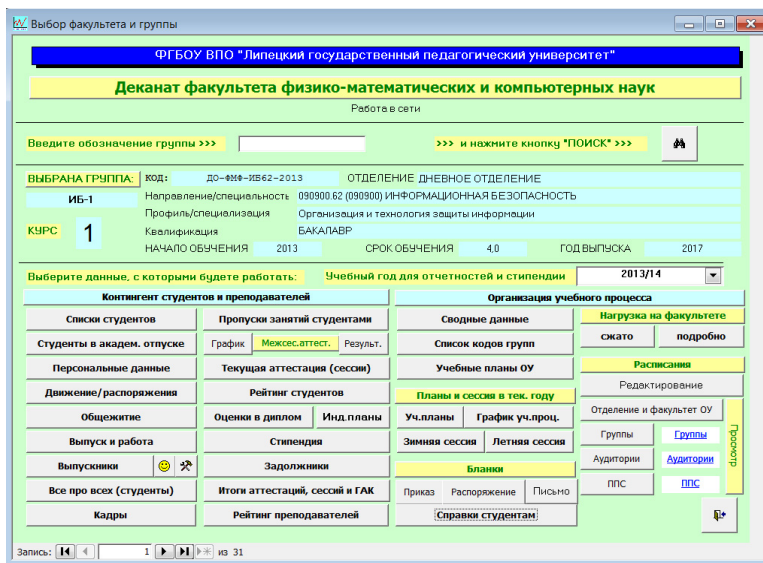 Выбор факультета и группы
ФГБОУ ВПО "Липецкий государственный педагогический университет"
Деканат факультета физико-математических и компьютерных наук
Работа в сети
Введите обозначение группы >>> >>> и нажмите кнопку "ПОИСК" >>>
ВЫБРАНА ГРУППА: КОД: ДО-ФМФ-ИБ62-2013 ОТДЕЛЕНИЕ ДНЕВНОЕ ОТДЕЛЕНИЕ
ИБ-1 Направление/специальность 090900.62 (090900) ИНФОРМАЦИОННАЯ БЕЗОПАСНОСТЬ
Профиль/специализация Организация и технология защиты информации
КУРС 1 Квалификация БАКАЛАВР
НАЧАЛО ОБУЧЕНИЯ 2013 СРОК ОБУЧЕНИЯ 4,0 ГОД ВЫПУСКА 2017
Выберите данные, с которыми будете работать: Учебный год для отчетностей и стипендии 2013/14
Контингент студентов и преподавателей Организация учебного процесса
Списки студентов Пропуски занятий студентами Сводные данные Нагрузка на факультете
Студенты в академ. отпуске График Межсес.аттест. Результ. Список кодов групп сжато подробно
Персональные данные Текущая аттестация (сессии) Учебные планы ОУ Расписания
Движение/распоряжения Рейтинг студентов Планы и сессия в тек. году Редактирование
Общежитие Оценки в диплом Инд.планы Уч.планы График уч.проц. Отделение и факультет ОУ
Выпуск и работа Стипендия Зимняя сессия Летняя сессия Группы Группы Просмотр
Выпускники Задолжники Бланки Аудитории Аудитории
Все про всех (студенты) Итоги аттестаций, сессий и ГАК Приказ Распоряжение Письмо ППС ППС
Кадры Рейтинг преподавателей Справки студентам
Запись: 1 из 31